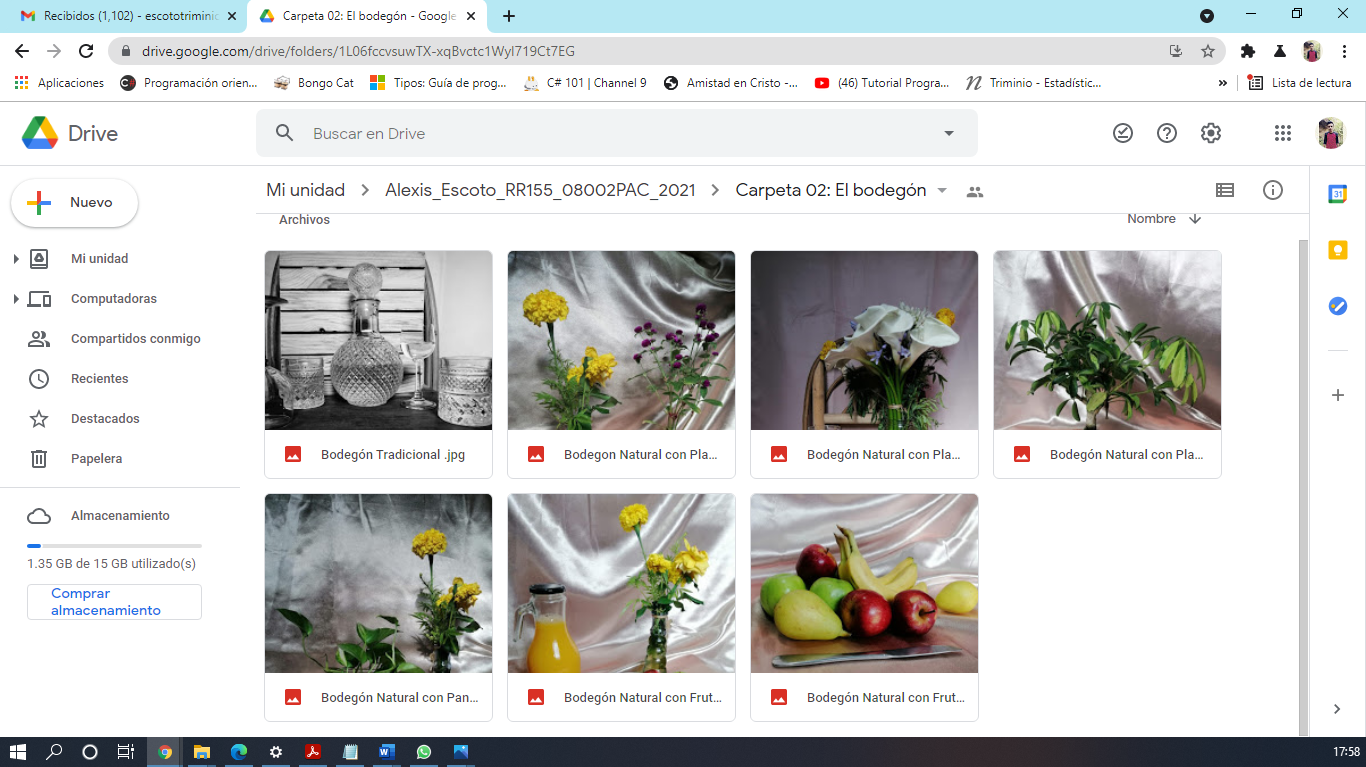 Recibidos (1,102) - escototriminic
Carpeta 02: El bodegón - Google
drive.google.com/drive/folders/1L06fccvsuwTX-xqBvctc1Wyl719Ct7EG
Aplicaciones
Programación orien...
Bongo Cat
Tipos: Guía de prog...
C# 101 | Channel 9
Amistad en Cristo -...
(46) Tutorial Progra...
Triminio - Estadístic...
»
Lista de lectura
Drive
Buscar en Drive
Nuevo
Mi unidad
Computadoras
Compartidos conmigo
Recientes
Destacados
Papelera
Almacenamiento
1.35 GB de 15 GB utilizado(s)
Comprar
almacenamiento
Mi unidad > Alexis_Escoto_RR155_08002PAC_2021 > Carpeta 02: El bodegón
Archivos
Nombre
Bodegón Tradicional .jpg
Bodegon Natural con Pla...
Bodegón Natural con Pla...
Bodegón Natural con Pla...
Bodegón Natural con Pan...
Bodegón Natural con Frut...
Bodegón Natural con Frut...
31
17:58